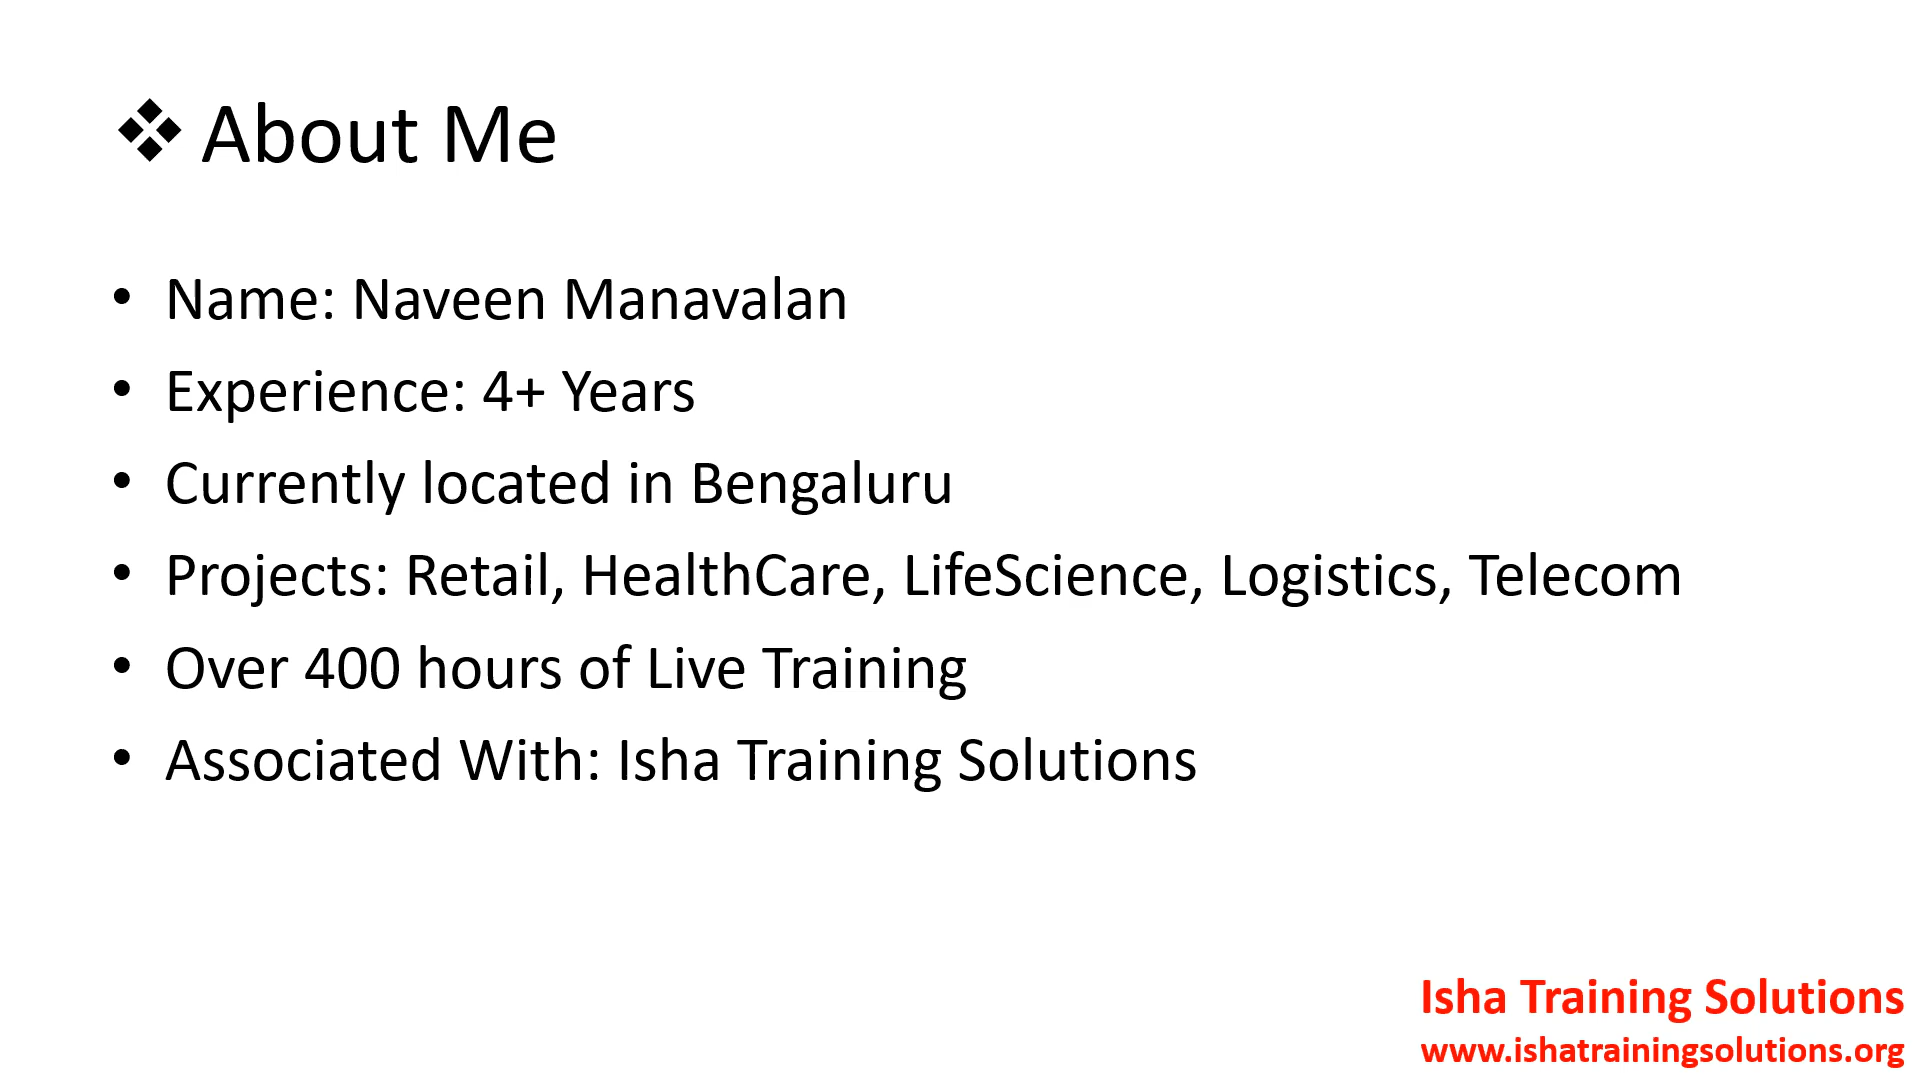 ❖ About Me
• Name: Naveen Manavalan
• Experience: 4+ Years
• Currently located in Bengaluru
• Projects: Retail, HealthCare, LifeScience, Logistics, Telecom
• Over 400 hours of Live Training
• Associated With: Isha Training Solutions
Isha Training Solutions
www.ishatrainingsolutions.org